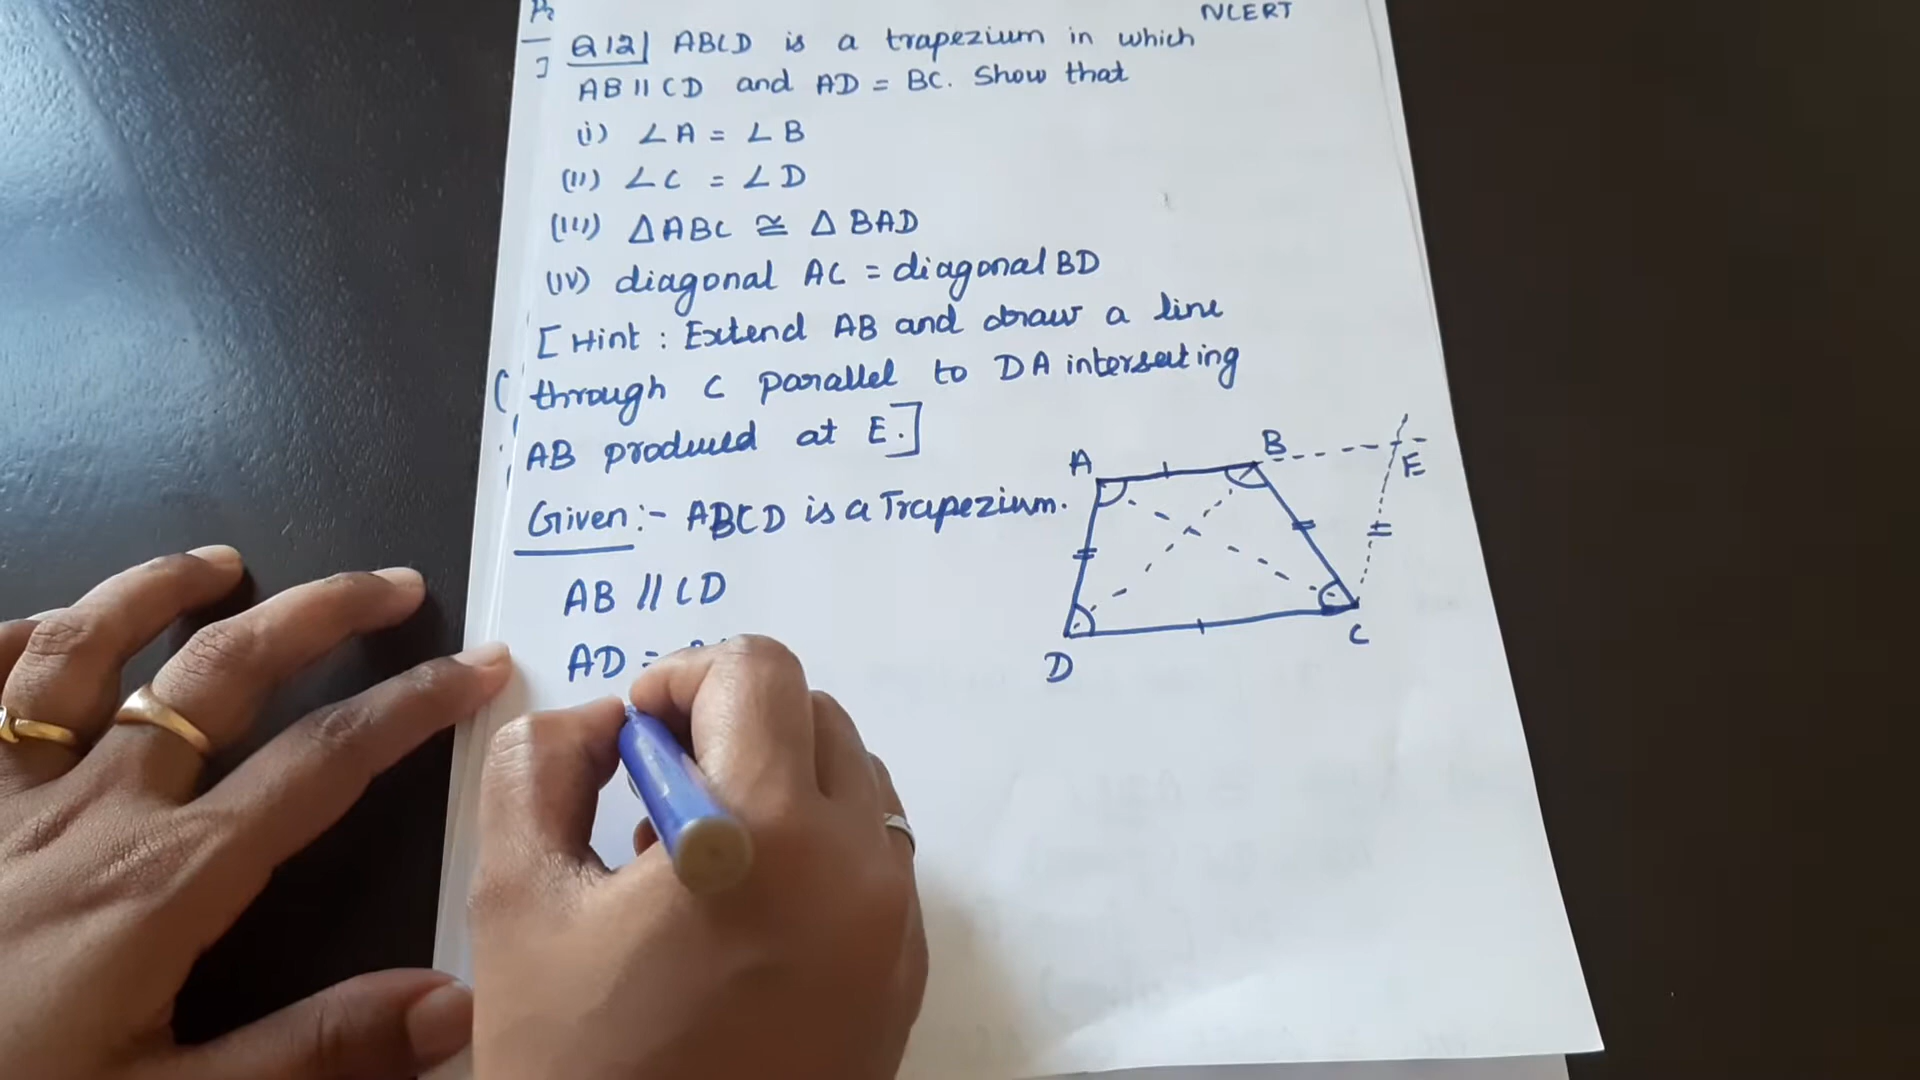 NCERT
Q12| ABCD is a trapezium in which
AB || CD and AD = BC. Show that
(i) ∠A = ∠B
(ii) ∠C = ∠D
(iii) △ABC ≅ △BAD
(iv) diagonal AC = diagonal BD
[Hint : Extend AB and draw a line
through C parallel to DA intersecting
AB produced at E.]
Given :- ABCD is a Trapezium.
AB || CD
AD =
A
B
E
C
D